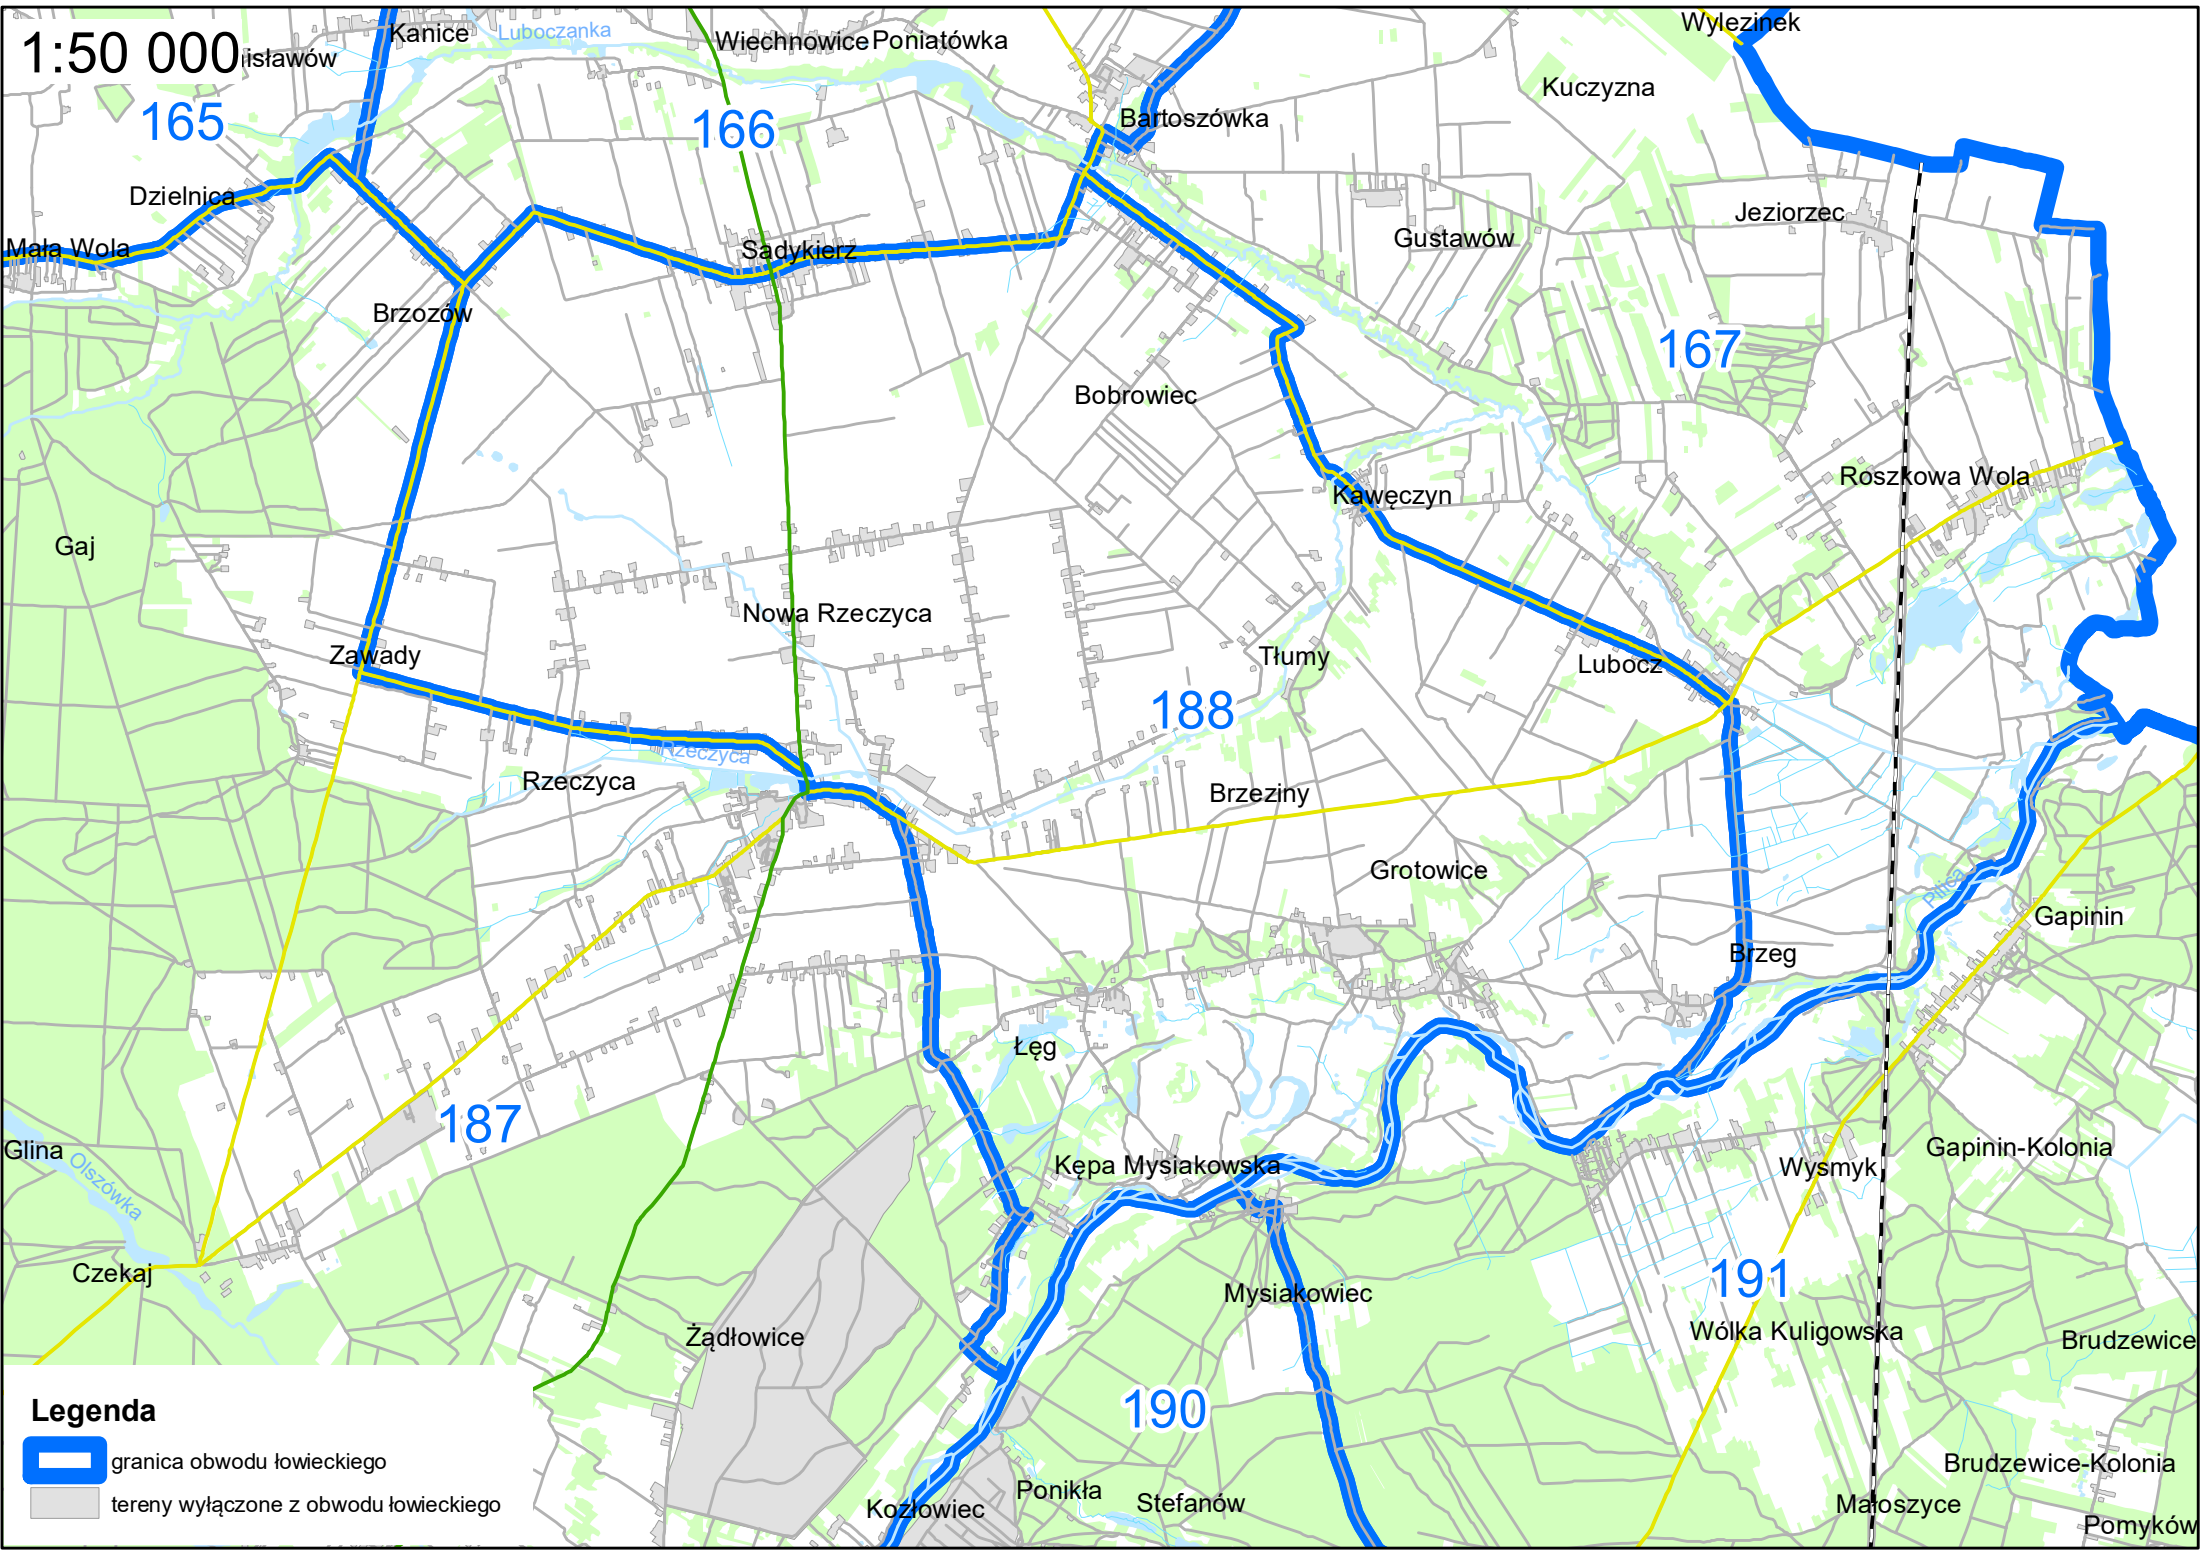 Wylezinek
Kanice
Luboczanka
Wiechnowice
Poniatówka
1:50 000
isławów
Kuczyzna
165
166
Bartoszówka
Dzielnica
Jeziorzec
Mała Wola
Sadykierz
Gustawów
Brzozów
167
Bobrowiec
Roszkowa Wola
Kawęczyn
Gaj
Nowa Rzeczyca
Zawady
Tłumy
Lubocz
188
Rzeczyca
Rzeczyca
Brzeziny
Grotowice
Pilica
Gapinin
Brzeg
Łęg
187
Glina
Olszówka
Kępa Mysiakowska
Wysmyk
Gapinin-Kolonia
Czekaj
191
Mysiakowiec
Żądłowice
Wólka Kuligowska
Brudzewice
190
Legenda
granica obwodu łowieckiego
Brudzewice-Kolonia
Ponikła
Stefanów
Małoszyce
tereny wyłączone z obwodu łowieckiego
Kozłowiec
Pomyków